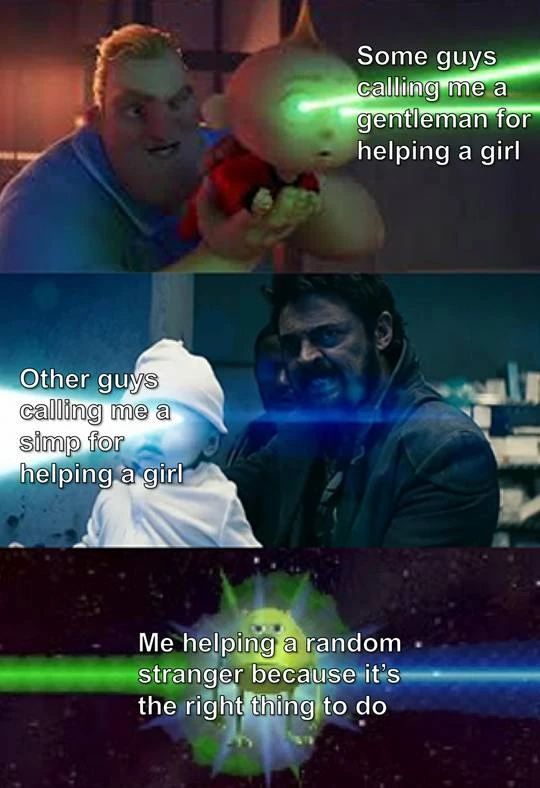 Some guys
calling me a
gentleman for
helping a girl
Other guys
calling me a
simp for
helping a girl
Me helping a random
stranger because it's
the right thing to do